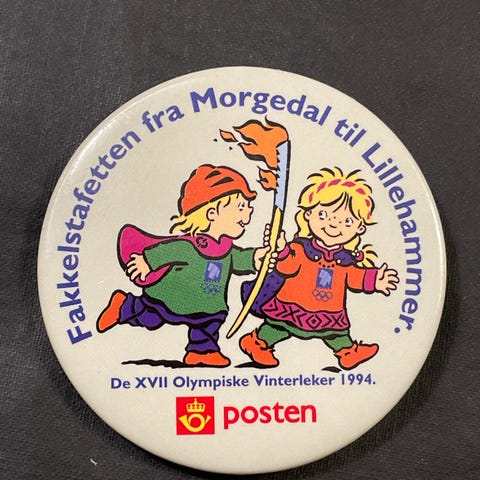 Fakkelstafetten fra Morgedal til Lillehammer.
De XVII Olympiske Vinterleker 1994.
posten